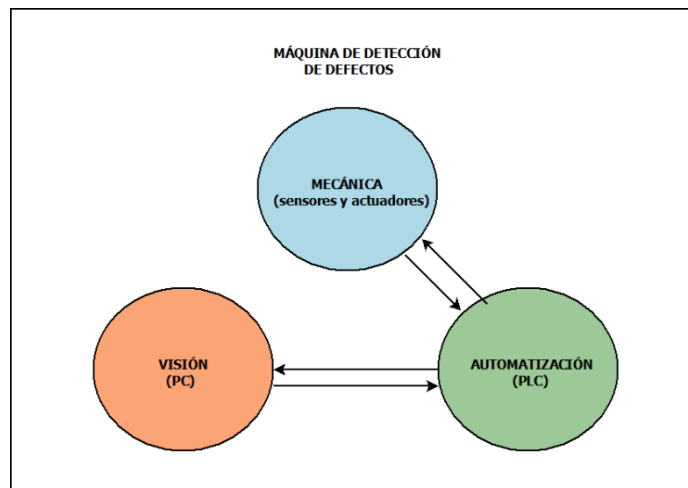 MÁQUINA DE DETECCIÓN
DE DEFECTOS
MECÁNICA
(sensores y actuadores)
VISIÓN
(PC)
AUTOMATIZACIÓN
(PLC)